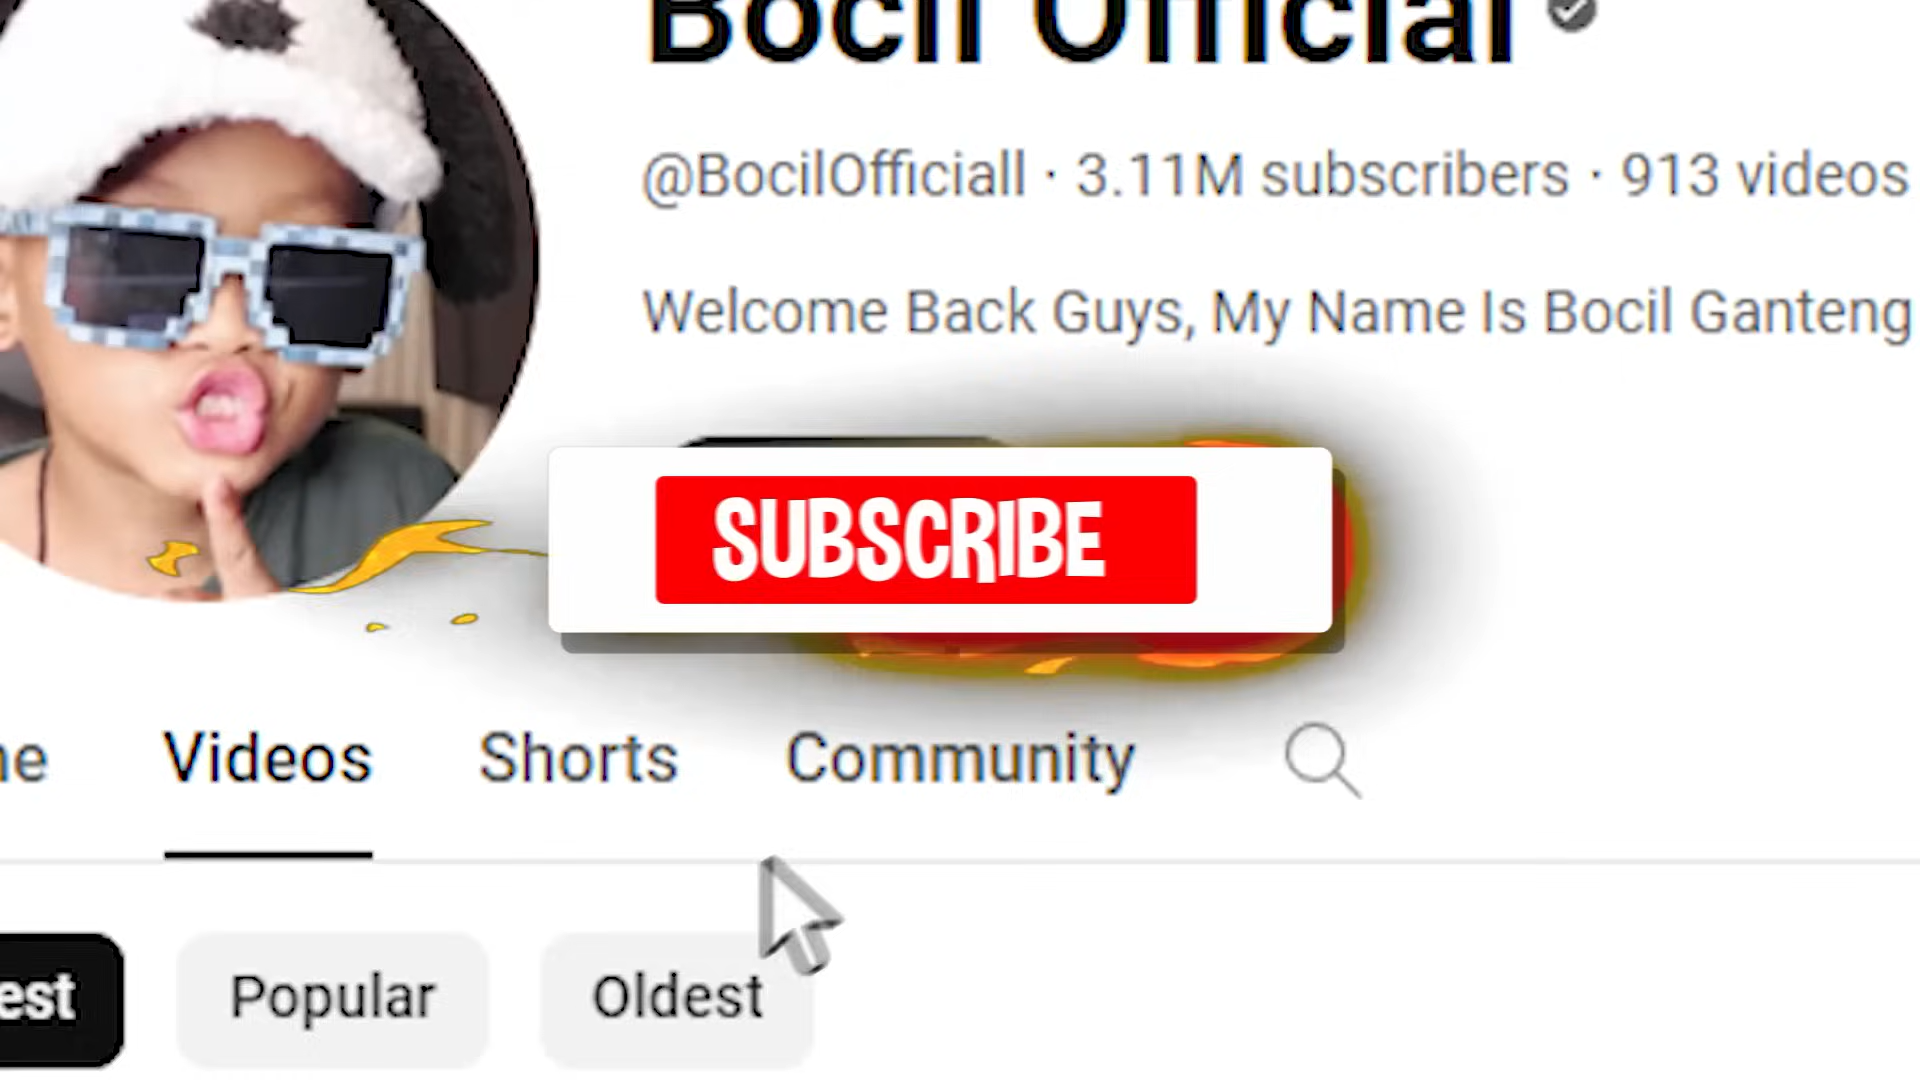 Bocil Official
@BocilOfficiall · 3.11M subscribers · 913 videos
Welcome Back Guys, My Name Is Bocil Ganteng
SUBSCRIBE
Videos Shorts Community
Popular Oldest